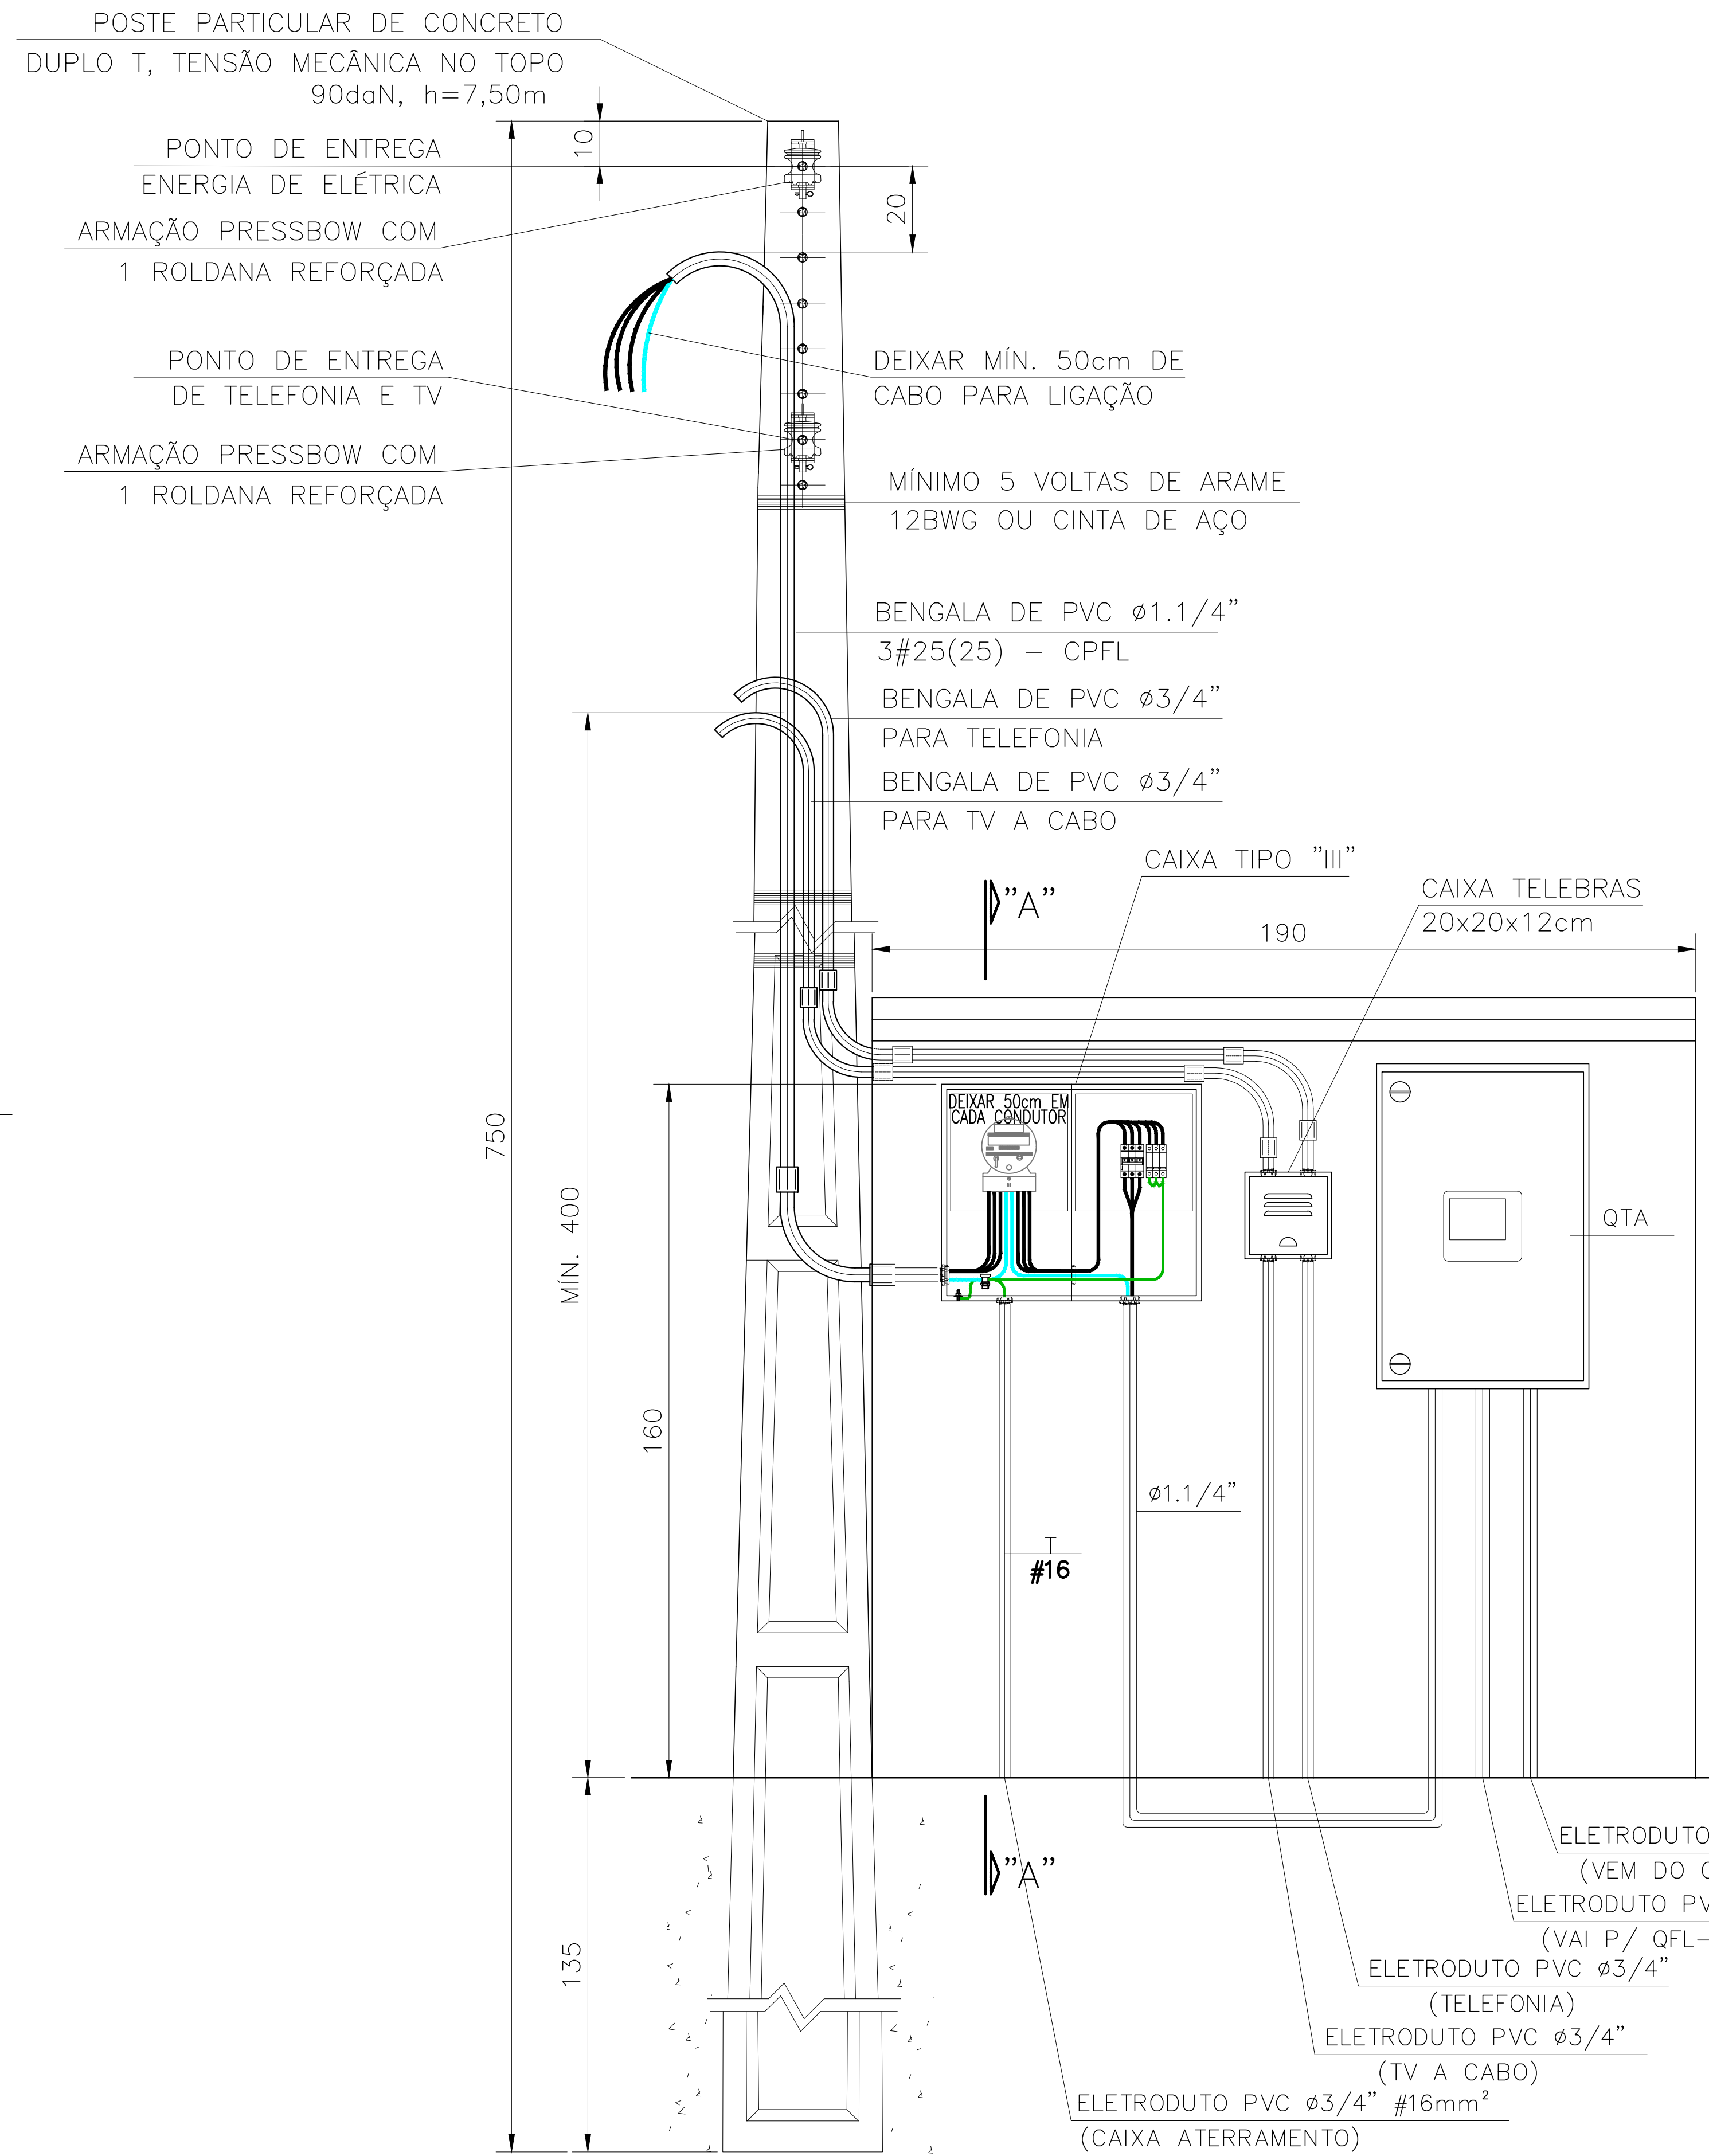 POSTE PARTICULAR DE CONCRETO
DUPLO T, TENSÃO MECÂNICA NO TOPO
90daN, h=7,50m
10
PONTO DE ENTREGA
ENERGIA DE ELÉTRICA
20
ARMAÇÃO PRESSBOW COM
1 ROLDANA REFORÇADA
PONTO DE ENTREGA
DE TELEFONIA E TV
DEIXAR MÍN. 50cm DE
CABO PARA LIGAÇÃO
ARMAÇÃO PRESSBOW COM
1 ROLDANA REFORÇADA
MÍNIMO 5 VOLTAS DE ARAME
12BWG OU CINTA DE AÇO
BENGALA DE PVC ø1.1/4"
3#25(25) – CPFL
BENGALA DE PVC ø3/4"
PARA TELEFONIA
BENGALA DE PVC ø3/4"
PARA TV A CABO
CAIXA TIPO "III"
CAIXA TELEBRAS
20x20x12cm
"A"
190
DEIXAR 50cm EM
CADA CONDUTOR
750
MÍN. 400
QTA
160
ø1.1/4"
T
#16
ELETRODUTO
(VEM DO
"A"
ELETRODUTO PV
(VAI P/ QFL-
135
ELETRODUTO PVC ø3/4"
(TELEFONIA)
ELETRODUTO PVC ø3/4"
(TV A CABO)
ELETRODUTO PVC ø3/4" #16mm²
(CAIXA ATERRAMENTO)